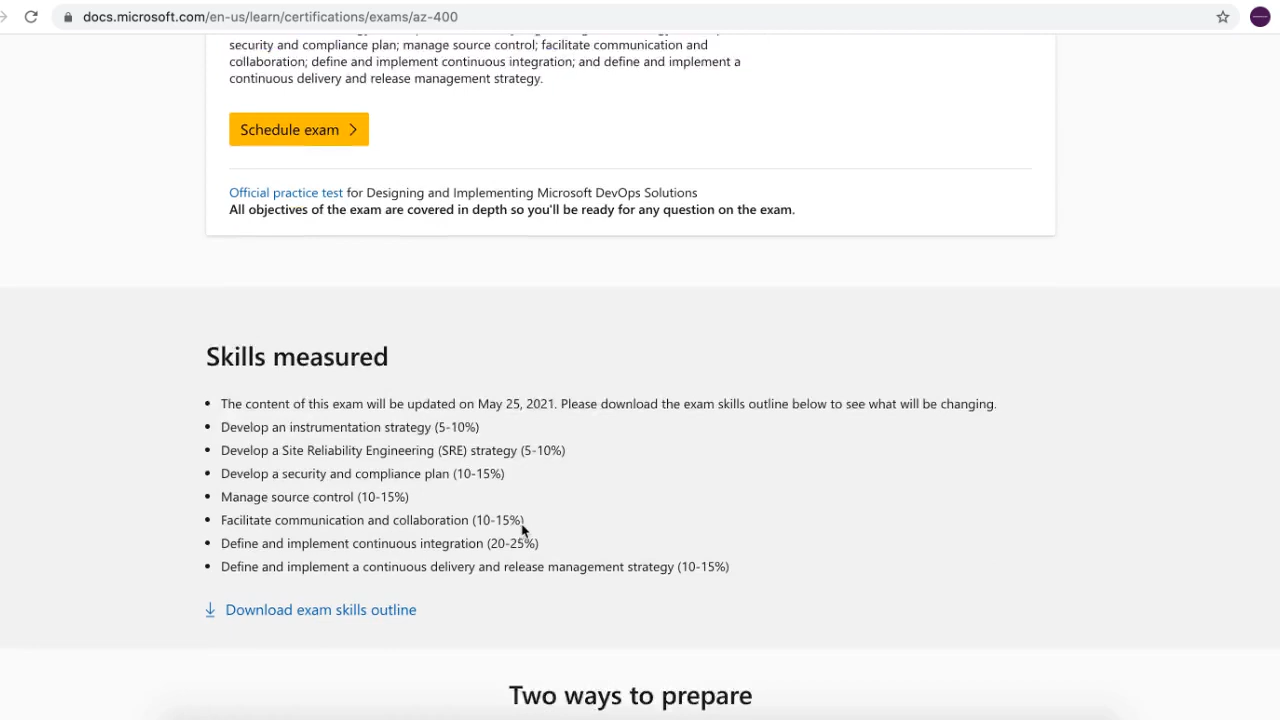 docs.microsoft.com/en-us/learn/certifications/exams/az-400
security and compliance plan; manage source control; facilitate communication and
collaboration; define and implement continuous integration; and define and implement a
continuous delivery and release management strategy.
Schedule exam
Official practice test for Designing and Implementing Microsoft DevOps Solutions
All objectives of the exam are covered in depth so you'll be ready for any question on the exam.
Skills measured
• The content of this exam will be updated on May 25, 2021. Please download the exam skills outline below to see what will be changing.
• Develop an instrumentation strategy (5-10%)
• Develop a Site Reliability Engineering (SRE) strategy (5-10%)
• Develop a security and compliance plan (10-15%)
• Manage source control (10-15%)
• Facilitate communication and collaboration (10-15%)
• Define and implement continuous integration (20-25%)
• Define and implement a continuous delivery and release management strategy (10-15%)
Download exam skills outline
Two ways to prepare